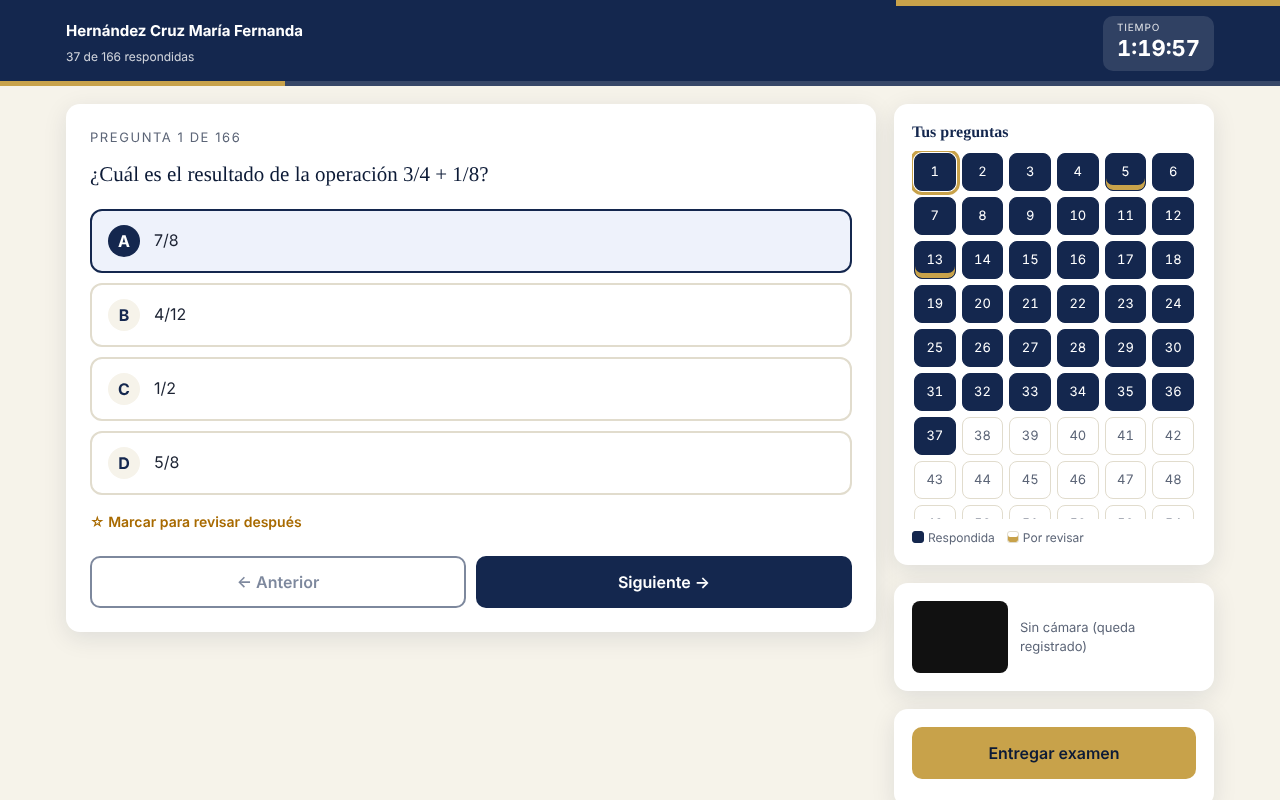 Hernández Cruz María Fernanda
37 de 166 respondidas
TIEMPO
1:19:57
PREGUNTA 1 DE 166
¿Cuál es el resultado de la operación 3/4 + 1/8?
A 7/8
B 4/12
C 1/2
D 5/8
☆ Marcar para revisar después
← Anterior
Siguiente →
Tus preguntas
1 2 3 4 5 6
7 8 9 10 11 12
13 14 15 16 17 18
19 20 21 22 23 24
25 26 27 28 29 30
31 32 33 34 35 36
37 38 39 40 41 42
43 44 45 46 47 48
Respondida Por revisar
Sin cámara (queda
registrado)
Entregar examen